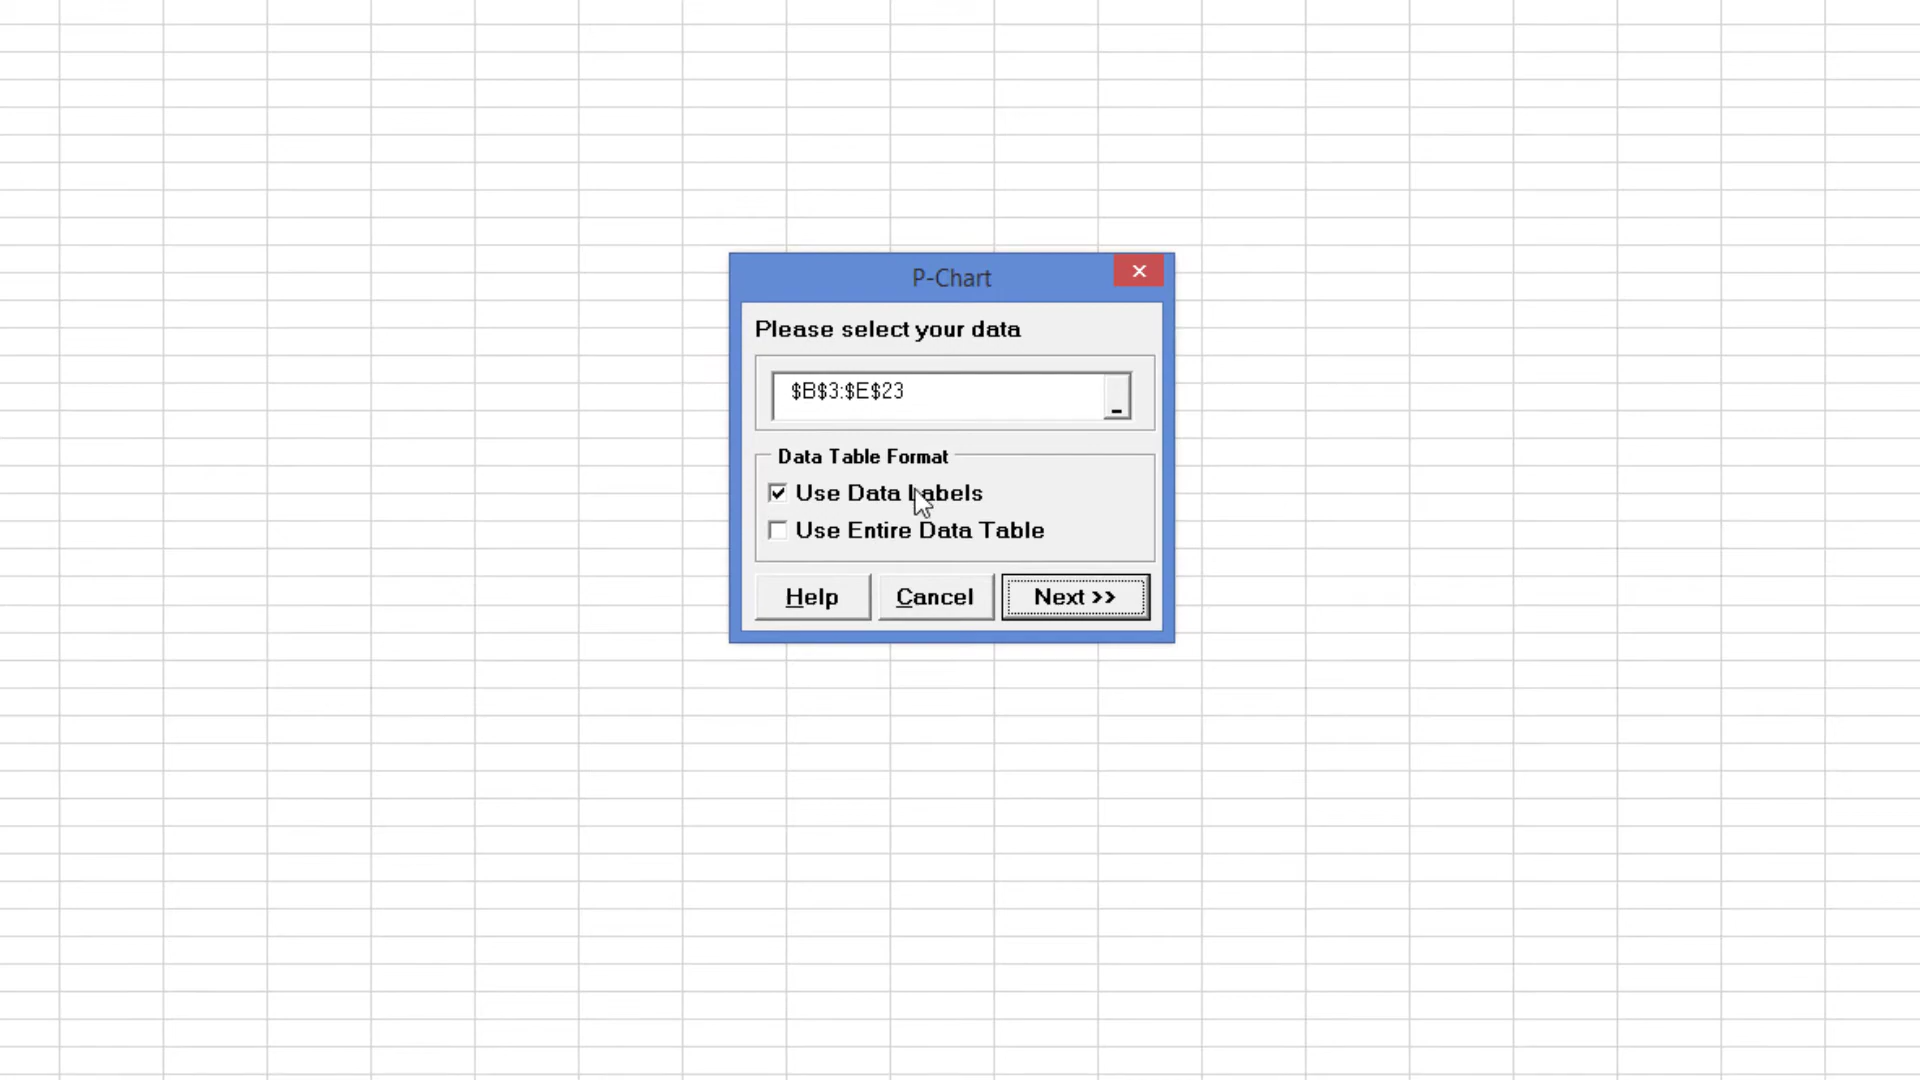 P-Chart
Please select your data
$B$3:$E$23
Data Table Format
Use Data Labels
Use Entire Data Table
Help Cancel Next >>